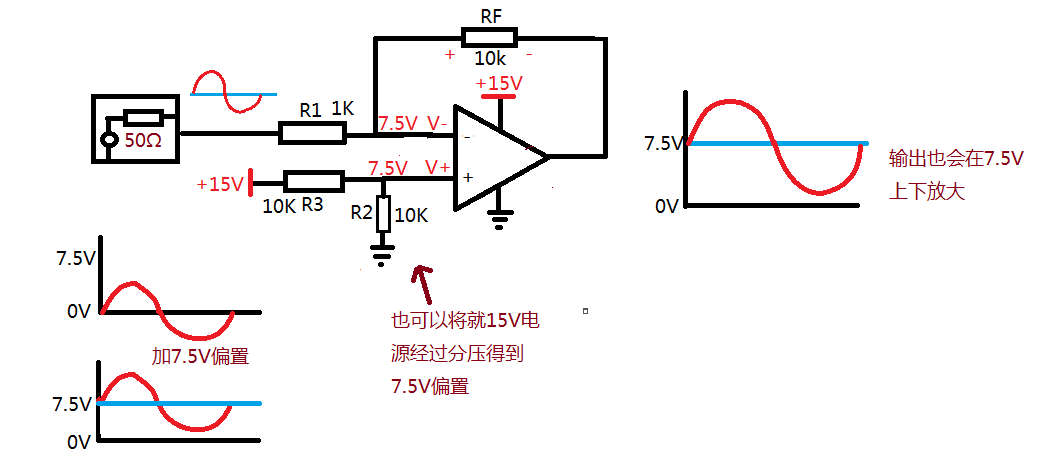 RF
+ 10k -
+15V
R1 1K
7.5V V-
-
50Ω
7.5V V+
+
+15V
10K R3
R2 10K
7.5V
0V
输出也会在7.5V
上下放大
7.5V
0V
加7.5V偏置
7.5V
0V
也可以将就15V电
源经过分压得到
7.5V偏置